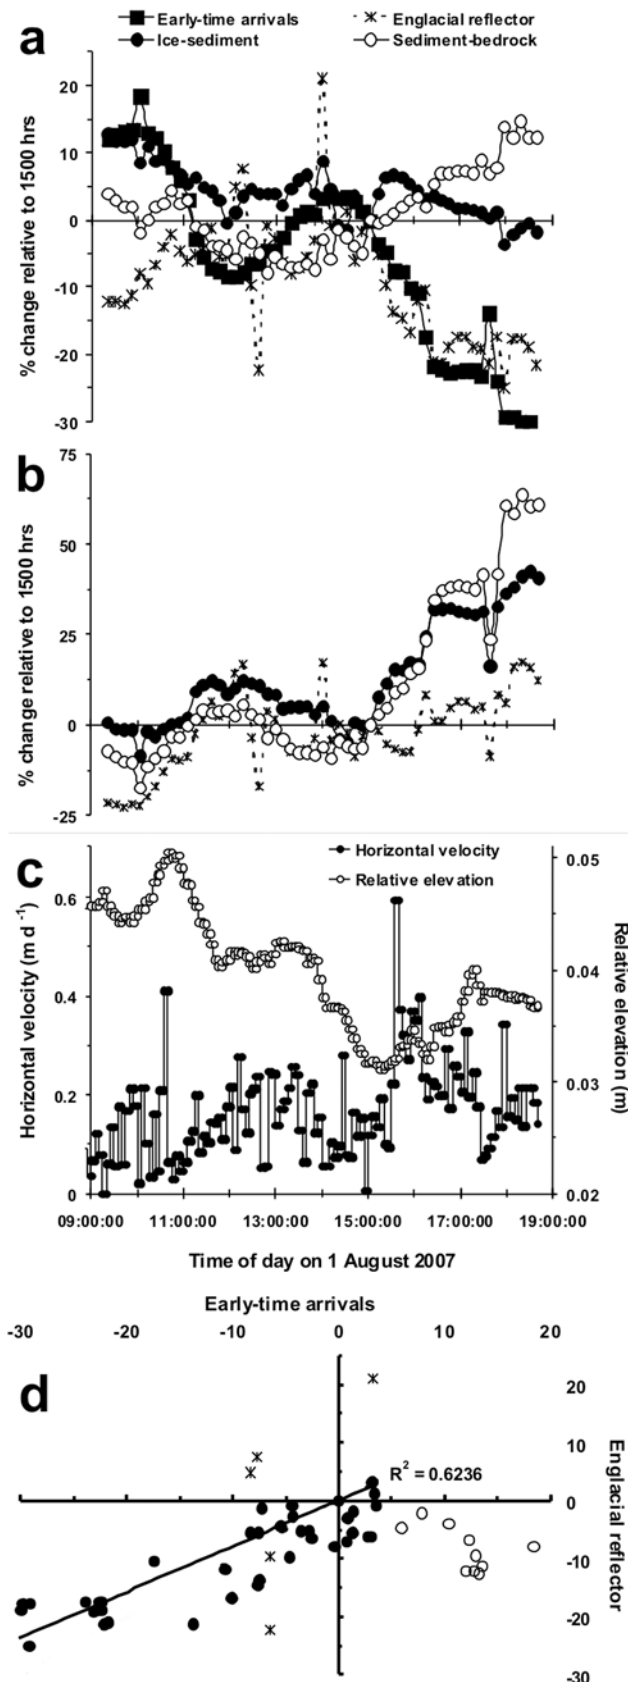 Early-time arrivals
Englacial reflector
Ice-sediment
Sediment-bedrock
a
% change relative to 1500 hrs
20
10
0
-10
-20
-30
b
% change relative to 1500 hrs
75
50
25
0
-25
c
Horizontal velocity
Relative elevation
Horizontal velocity (m d⁻¹)
0.6
0.4
0.2
0
0.05
0.04
0.03
0.02
Relative elevation (m)
09:00:00 11:00:00 13:00:00 15:00:00 17:00:00 19:00:00
Time of day on 1 August 2007
Early-time arrivals
-30 -20 -10 0 10 20
d
R² = 0.6236
20
10
0
-10
-20
-30
Englacial reflector